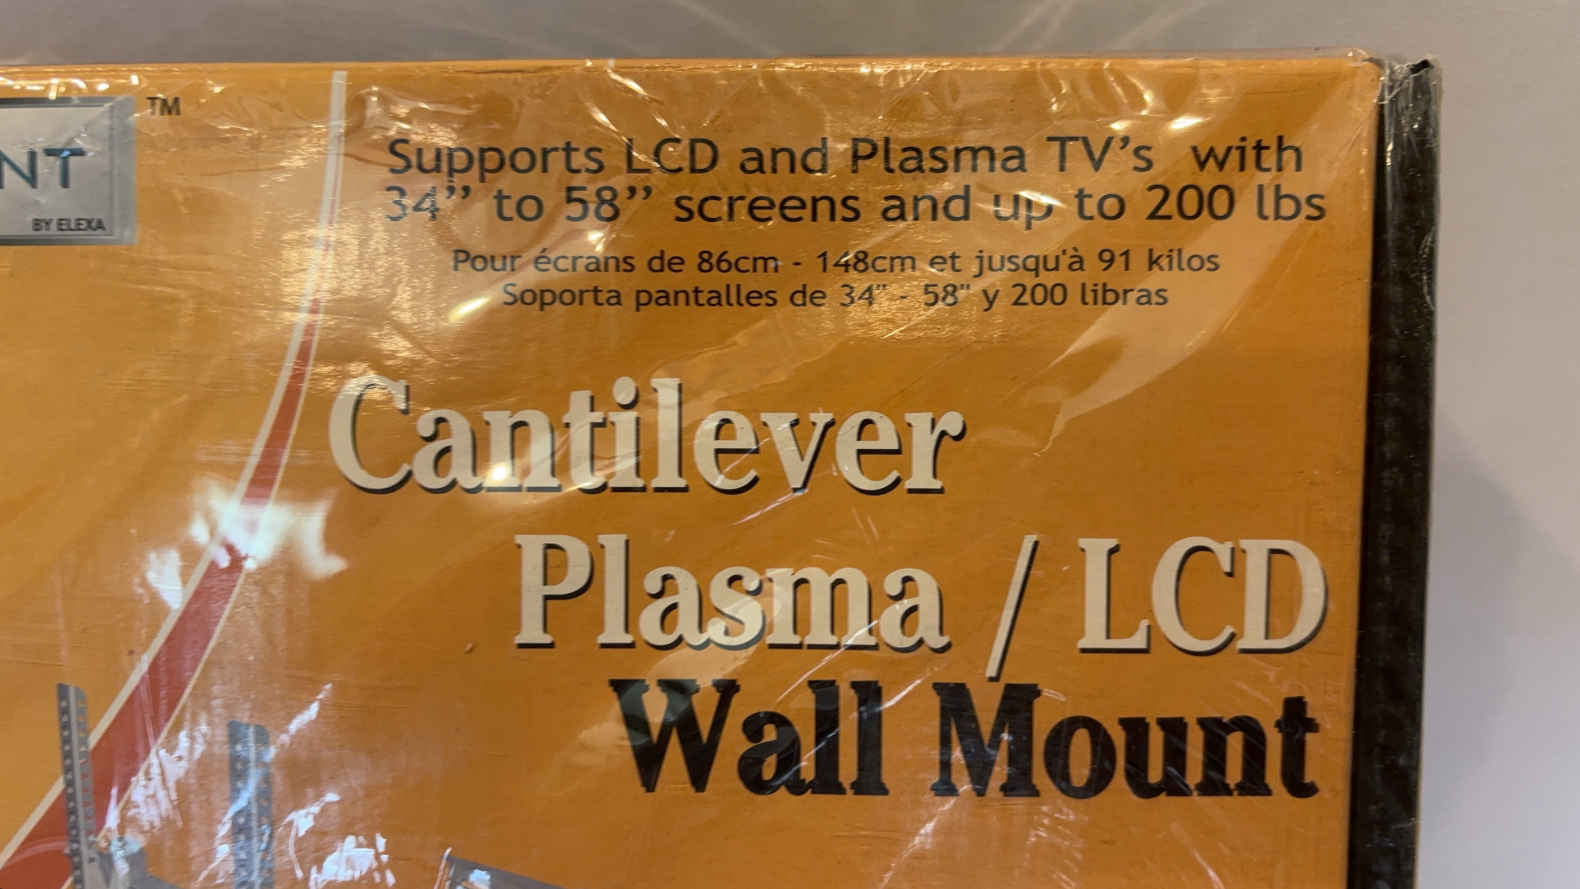 NT
TM
BY ELEXA
Supports LCD and Plasma TV’s with
34” to 58” screens and up to 200 lbs
Pour écrans de 86cm - 148cm et jusqu'à 91 kilos
Soporta pantalles de 34" - 58" y 200 libras
Cantilever
Plasma / LCD
Wall Mount